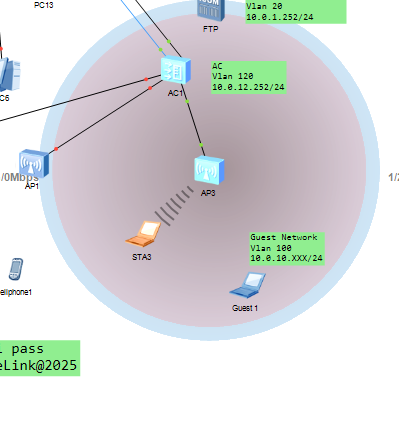 PC13
Vlan 20
10.0.1.252/24
FTP
AC
Vlan 120
10.0.12.252/24
AC1
/0Mbps
AP1
AP3
1/2
Guest Network
Vlan 100
10.0.10.XXX/24
STA3
Guest 1
ellphone1
pass
eLink@2025